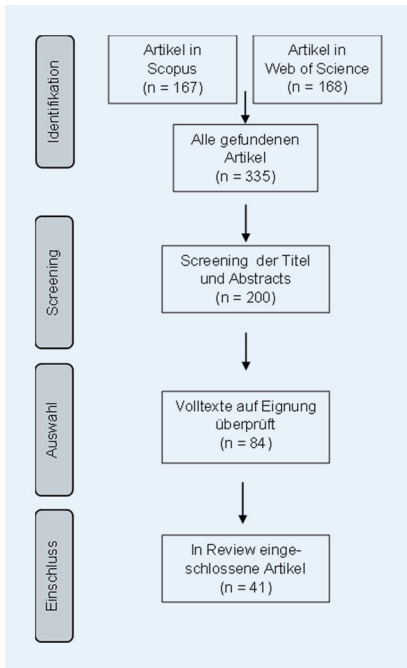 Identifikation
Artikel in
Scopus
(n = 167)
Artikel in
Web of Science
(n = 168)
Alle gefundenen
Artikel
(n = 335)
Screening
Screening der Titel
und Abstracts
(n = 200)
Auswahl
Volltexte auf Eignung
überprüft
(n = 84)
Einschluss
In Review einge-
schlossene Artikel
(n = 41)